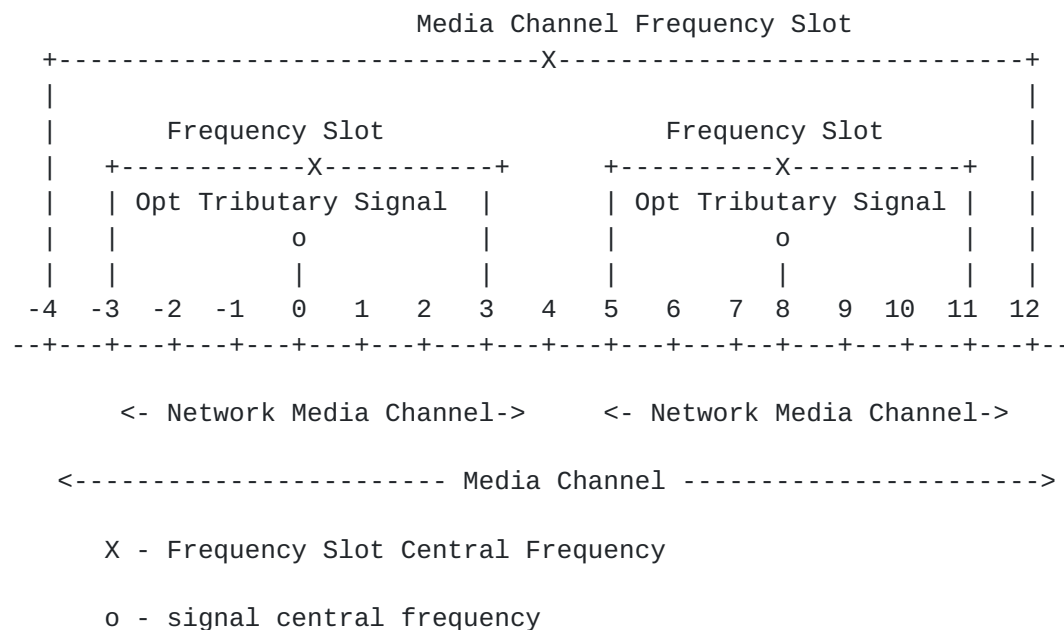 Media Channel Frequency Slot
  +-------------------------------X------------------------------+
  |                                                              |
  |       Frequency Slot                  Frequency Slot         |
  |   +------------X-----------+      +----------X-----------+   |
  |   | Opt Tributary Signal  |       | Opt Tributary Signal |   |
  |   |           o           |       |          o           |   |
  |   |           |           |       |          |           |   |
 -4  -3  -2  -1   0   1   2   3   4   5   6   7  8   9  10  11  12
--+---+---+---+---+---+---+---+---+---+---+---+--+---+---+---+---+--
       <- Network Media Channel->     <- Network Media Channel->
   <------------------------ Media Channel ----------------------->
      X - Frequency Slot Central Frequency
      o - signal central frequency